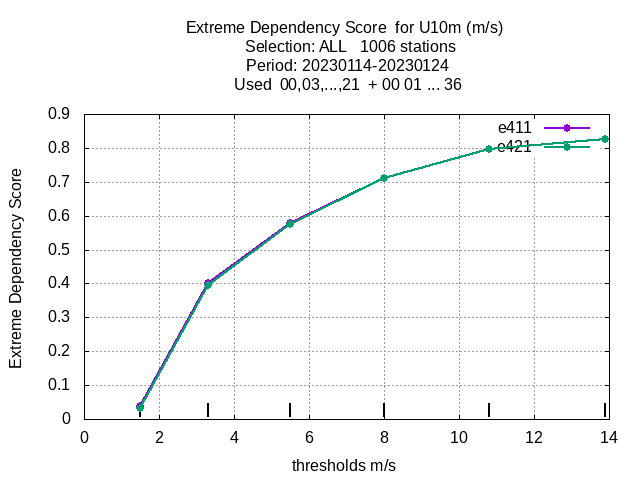 Extreme Dependency Score  for U10m (m/s)
Selection: ALL   1006 stations
Period: 20230114-20230124
Used  00,03,...,21  + 00 01 ... 36
e411
e421
Extreme Dependency Score
0.9
0.8
0.7
0.6
0.5
0.4
0.3
0.2
0.1
0
0 2 4 6 8 10 12 14
thresholds m/s